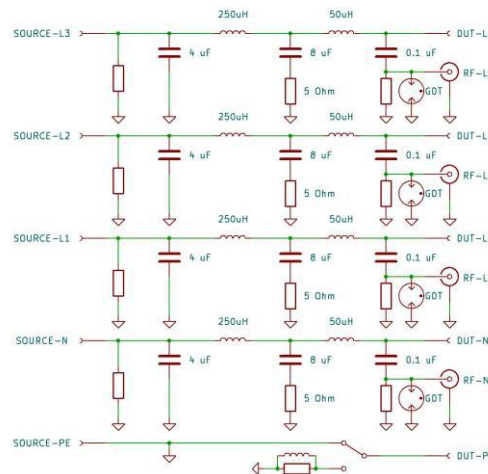 250uH 50uH
SOURCE-L3 DUT-L
4 uF 8 uF 0.1 uF
RF-L
5 Ohm GDT
250uH 50uH
SOURCE-L2 DUT-L
4 uF 8 uF 0.1 uF
RF-L
5 Ohm GDT
250uH 50uH
SOURCE-L1 DUT-L
4 uF 8 uF 0.1 uF
RF-L
5 Ohm GDT
250uH 50uH
SOURCE-N DUT-N
4 uF 8 uF 0.1 uF
RF-N
5 Ohm GDT
SOURCE-PE DUT-P